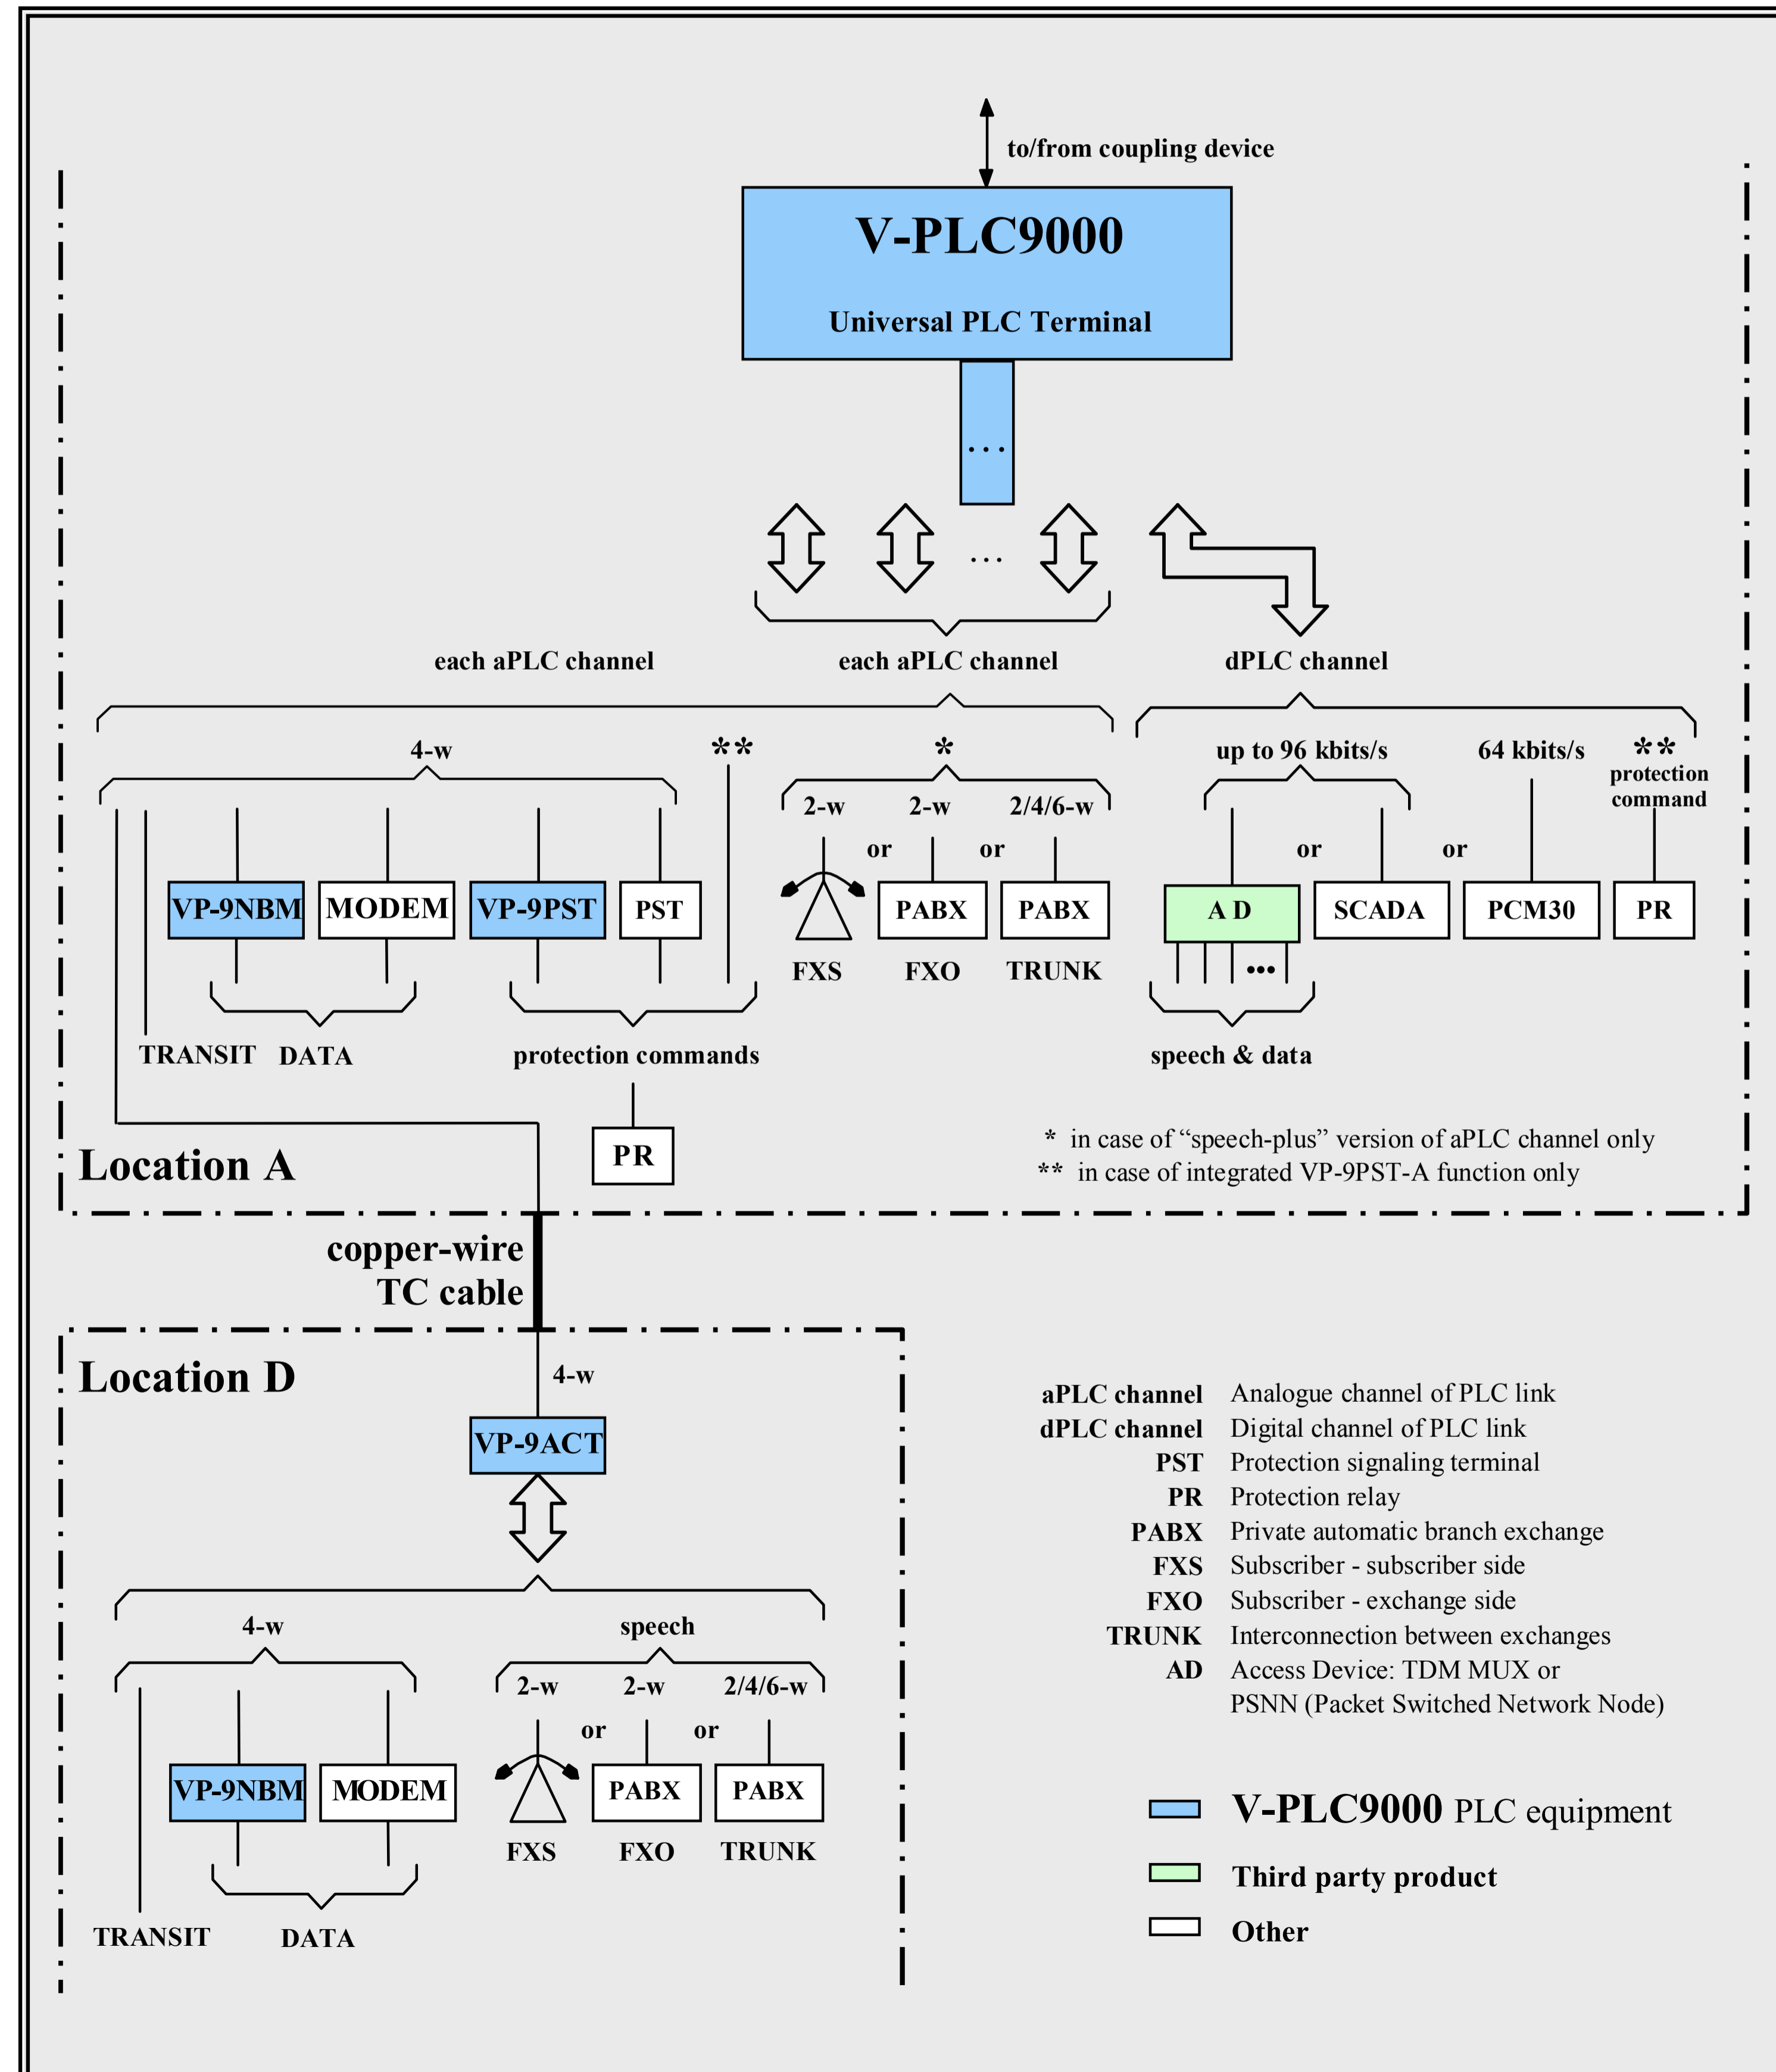 to/from coupling device
V-PLC9000
Universal PLC Terminal
...
...
each aPLC channel each aPLC channel dPLC channel
4-w ** * up to 96 kbits/s 64 kbits/s **
protection
command
2-w 2-w 2/4/6-w
or or or or
VP-9NBM MODEM VP-9PST PST PABX PABX A D SCADA PCM30 PR
FXS FXO TRUNK ...
TRANSIT DATA protection commands speech & data
PR
* in case of “speech-plus” version of aPLC channel only
** in case of integrated VP-9PST-A function only
Location A
copper-wire
TC cable
Location D
4-w
VP-9ACT
4-w speech
2-w 2-w 2/4/6-w
or or
VP-9NBM MODEM PABX PABX
FXS FXO TRUNK
TRANSIT DATA
aPLC channel Analogue channel of PLC link
dPLC channel Digital channel of PLC link
PST Protection signaling terminal
PR Protection relay
PABX Private automatic branch exchange
FXS Subscriber - subscriber side
FXO Subscriber - exchange side
TRUNK Interconnection between exchanges
AD Access Device: TDM MUX or
PSNN (Packet Switched Network Node)
V-PLC9000 PLC equipment
Third party product
Other